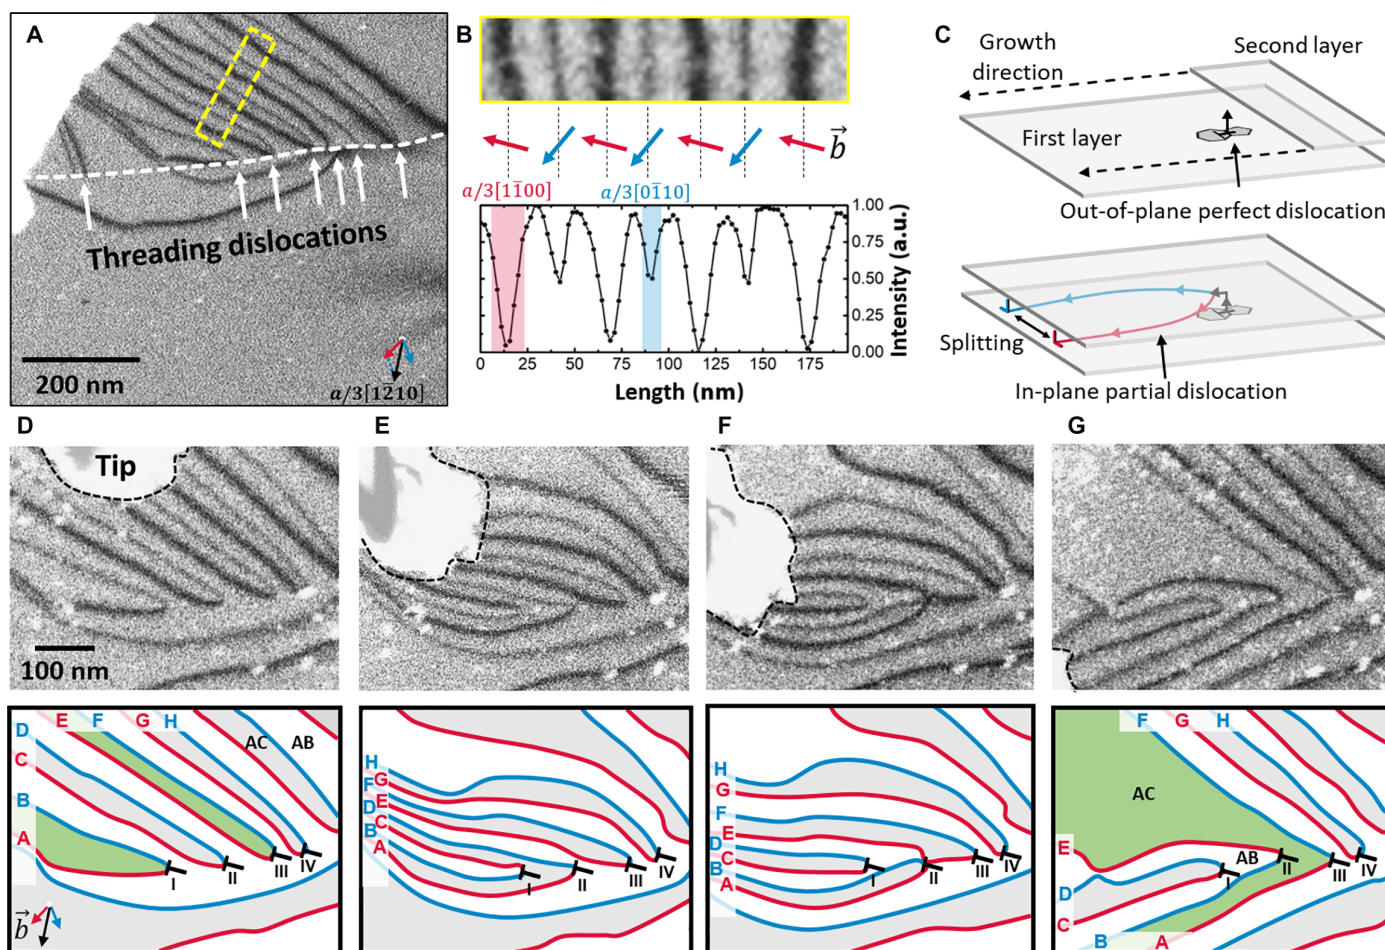 A
Threading dislocations
200 nm
a/3[12̄10]
B
b⃗
a/3[11̄00]
a/3[01̄10]
1.00
0.75
0.50
0.25
0.00
Intensity (a.u.)
0 25 50 75 100 125 150 175
Length (nm)
C
Growth
direction
Second layer
First layer
Out-of-plane perfect dislocation
Splitting
In-plane partial dislocation
D
Tip
100 nm
E
F
G
E F G H
D
C
B
A
AC AB
I II III IV
b⃗
H
G
F
E
D
C
B
A
I II III IV
H
G
F
E
D
C
B
A
I II III IV
F G H
AC
E
D
C
B A
AB
I II III IV